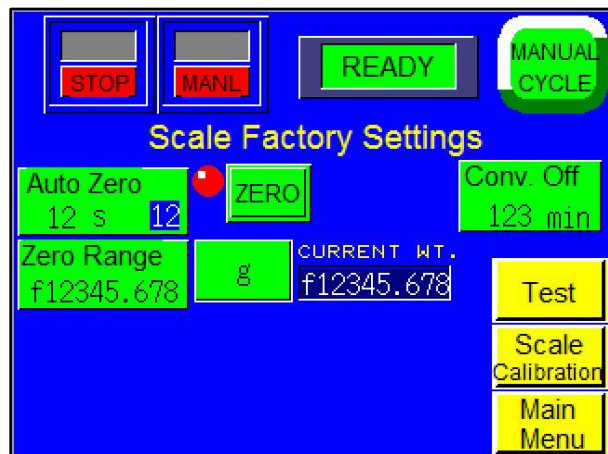 STOP
MANL
READY
MANUAL
CYCLE
Scale Factory Settings
Auto Zero
12 S 12
ZERO
Conv. Off
123 min
Zero Range
f12345.678
g
CURRENT WT.
f12345.678
Test
Scale
Calibration
Main
Menu